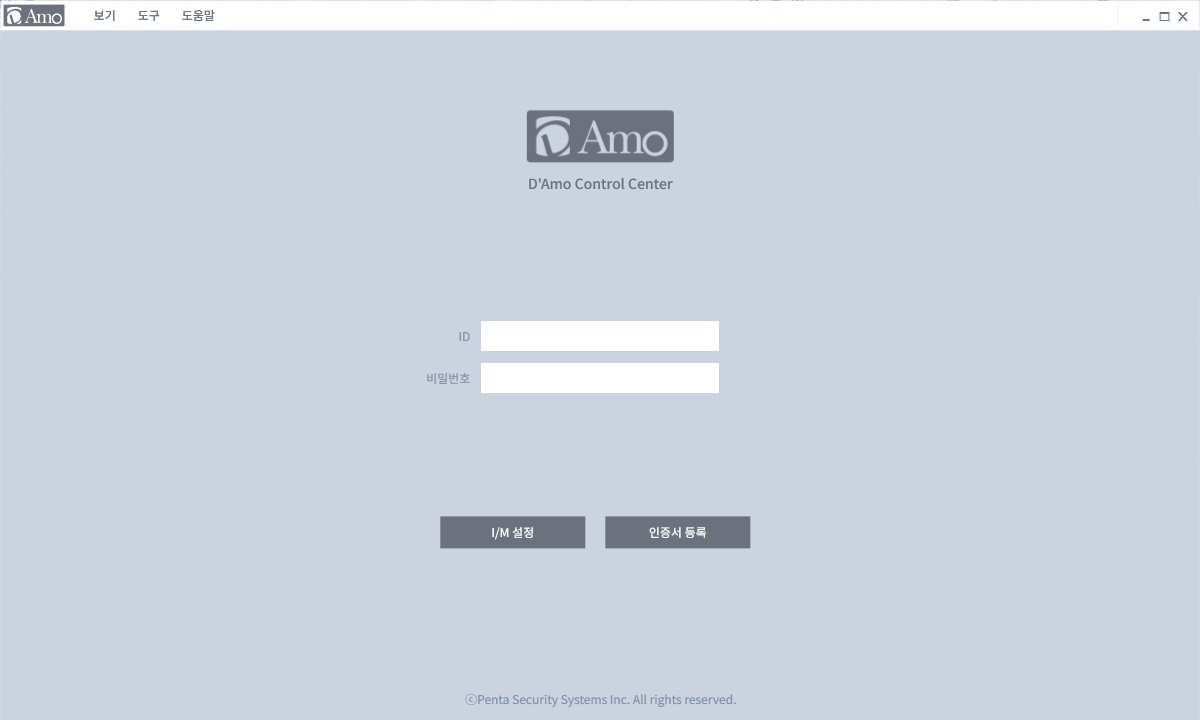 Amo 보기 도구 도움말
Amo
D'Amo Control Center
ID
비밀번호
I/M 설정 인증서 등록
ⓒPenta Security Systems Inc. All rights reserved.